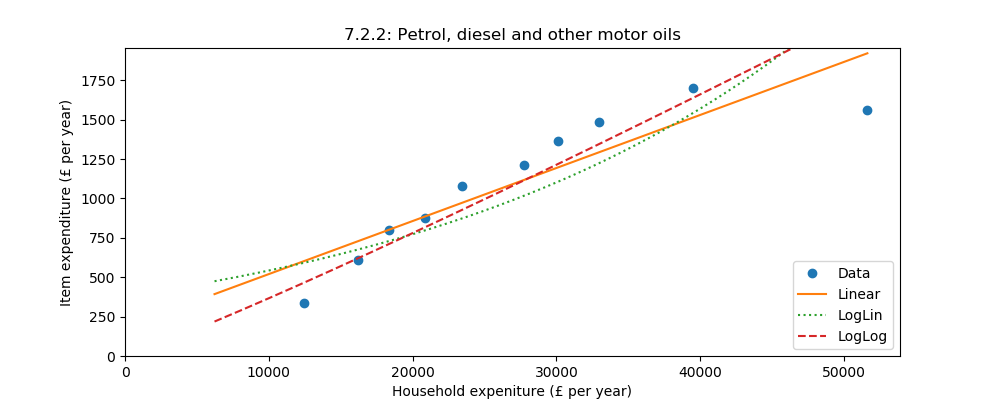 7.2.2: Petrol, diesel and other motor oils
Item expenditure (£ per year)
1750
1500
1250
1000
750
500
250
0
0 10000 20000 30000 40000 50000
Household expeniture (£ per year)
Data
Linear
LogLin
LogLog